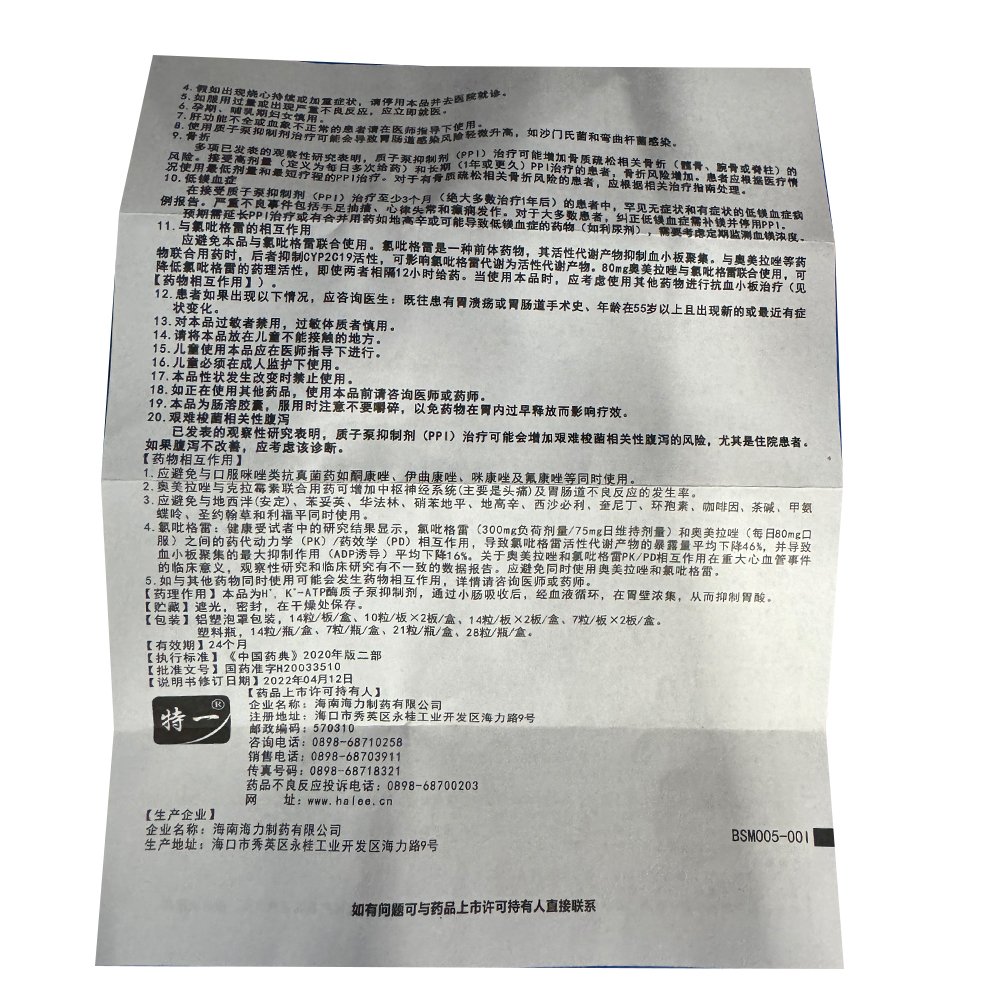 4. 假如出现烧心持续或加重症状，请停用本品并去医院就诊。
5. 如服用过量或出现严重不良反应，应立即就医。
6. 孕期、哺乳期妇女慎用。
7. 肝功能不全或血象不正常的患者请在医师指导下使用。
8. 使用质子泵抑制剂治疗可能会导致胃肠道感染风险轻微升高，如沙门氏菌和弯曲杆菌感染。
9. 骨折
多项已发表的观察性研究表明，质子泵抑制剂（PPI）治疗可能增加骨质疏松相关骨折（髋骨、腕骨或脊柱）的
风险。接受高剂量（定义为每日多次给药）和长期（1年或更久）PPI治疗的患者，骨折风险增加。患者应根据医疗情
况使用最低剂量和最短疗程的PPI治疗。对于有骨质疏松相关骨折风险的患者，应根据相关治疗指南处理。
10. 低镁血症
在接受质子泵抑制剂（PPI）治疗至少3个月（绝大多数治疗1年后）的患者中，罕见无症状和有症状的低镁血症病
例报告。严重不良事件包括手足抽搐、心律失常和癫痫发作。对于大多数患者，纠正低镁血症需补镁并停用PPI。
预期需延长PPI治疗或有合并用药如地高辛或可能导致低镁血症的药物（如利尿剂），需要考虑定期监测血镁浓度。
11. 与氯吡格雷的相互作用
应避免本品与氯吡格雷联合使用。氯吡格雷是一种前体药物，其活性代谢产物抑制血小板聚集。与奥美拉唑等药
物联合用药时，后者抑制CYP2C19活性，可影响氯吡格雷代谢为活性代谢产物。80mg奥美拉唑与氯吡格雷联合使用，可
降低氯吡格雷的药理活性，即使两者相隔12小时给药。当使用本品时，应考虑使用其他药物进行抗血小板治疗（见
【药物相互作用】）。
12. 患者如果出现以下情况，应咨询医生：既往患有胃溃疡或胃肠道手术史、年龄在55岁以上且出现新的或最近有症
状变化。
13. 对本品过敏者禁用，过敏体质者慎用。
14. 请将本品放在儿童不能接触的地方。
15. 儿童使用本品应在医师指导下进行。
16. 儿童必须在成人监护下使用。
17. 本品性状发生改变时禁止使用。
18. 如正在使用其他药品，使用本品前请咨询医师或药师。
19. 本品为肠溶胶囊，服用时注意不要嚼碎，以免药物在胃内过早释放而影响疗效。
20. 艰难梭菌相关性腹泻
已发表的观察性研究表明，质子泵抑制剂（PPI）治疗可能会增加艰难梭菌相关性腹泻的风险，尤其是住院患者。
如果腹泻不改善，应考虑该诊断。
【药物相互作用】
1. 应避免与口服咪唑类抗真菌药如酮康唑、伊曲康唑、咪康唑及氟康唑等同时使用。
2. 奥美拉唑与克拉霉素联合用药可增加中枢神经系统(主要是头痛)及胃肠道不良反应的发生率。
3. 应避免与地西泮(安定)、苯妥英、华法林、硝苯地平、地高辛、西沙必利、奎尼丁、环孢素、咖啡因、茶碱、甲氨
蝶呤、圣约翰草和利福平同时使用。
4. 氯吡格雷：健康受试者中的研究结果显示，氯吡格雷（300mg负荷剂量/75mg日维持剂量）和奥美拉唑（每日80mg口
服）之间的药代动力学（PK）/药效学（PD）相互作用，导致氯吡格雷活性代谢产物的暴露量平均下降46%，并导致
血小板聚集的最大抑制作用（ADP诱导）平均下降16%。关于奥美拉唑和氯吡格雷PK/PD相互作用在重大心血管事件
的临床意义，观察性研究和临床研究有不一致的数据报告。应避免同时使用奥美拉唑和氯吡格雷。
5. 如与其他药物同时使用可能会发生药物相互作用，详情请咨询医师或药师。
【药理作用】本品为H⁺、K⁺-ATP酶质子泵抑制剂，通过小肠吸收后，经血液循环，在胃壁浓集，从而抑制胃酸。
【贮藏】遮光，密封，在干燥处保存。
【包装】铝塑泡罩包装，14粒/板/盒、10粒/板×2板/盒、14粒/板×2板/盒、7粒/板×2板/盒。
塑料瓶，14粒/瓶/盒、7粒/瓶/盒、21粒/瓶/盒、28粒/瓶/盒。
【有效期】24个月
【执行标准】《中国药典》2020年版二部
【批准文号】国药准字H20033510
【说明书修订日期】2022年04月12日
【药品上市许可持有人】
特一®
企业名称：海南海力制药有限公司
注册地址：海口市秀英区永桂工业开发区海力路9号
邮政编码：570310
咨询电话：0898-68710258
销售电话：0898-68703911
传真号码：0898-68718321
药品不良反应投诉电话：0898-68700203
网 址：www.halee.cn
【生产企业】
企业名称：海南海力制药有限公司
生产地址：海口市秀英区永桂工业开发区海力路9号
BSM005-001
如有问题可与药品上市许可持有人直接联系